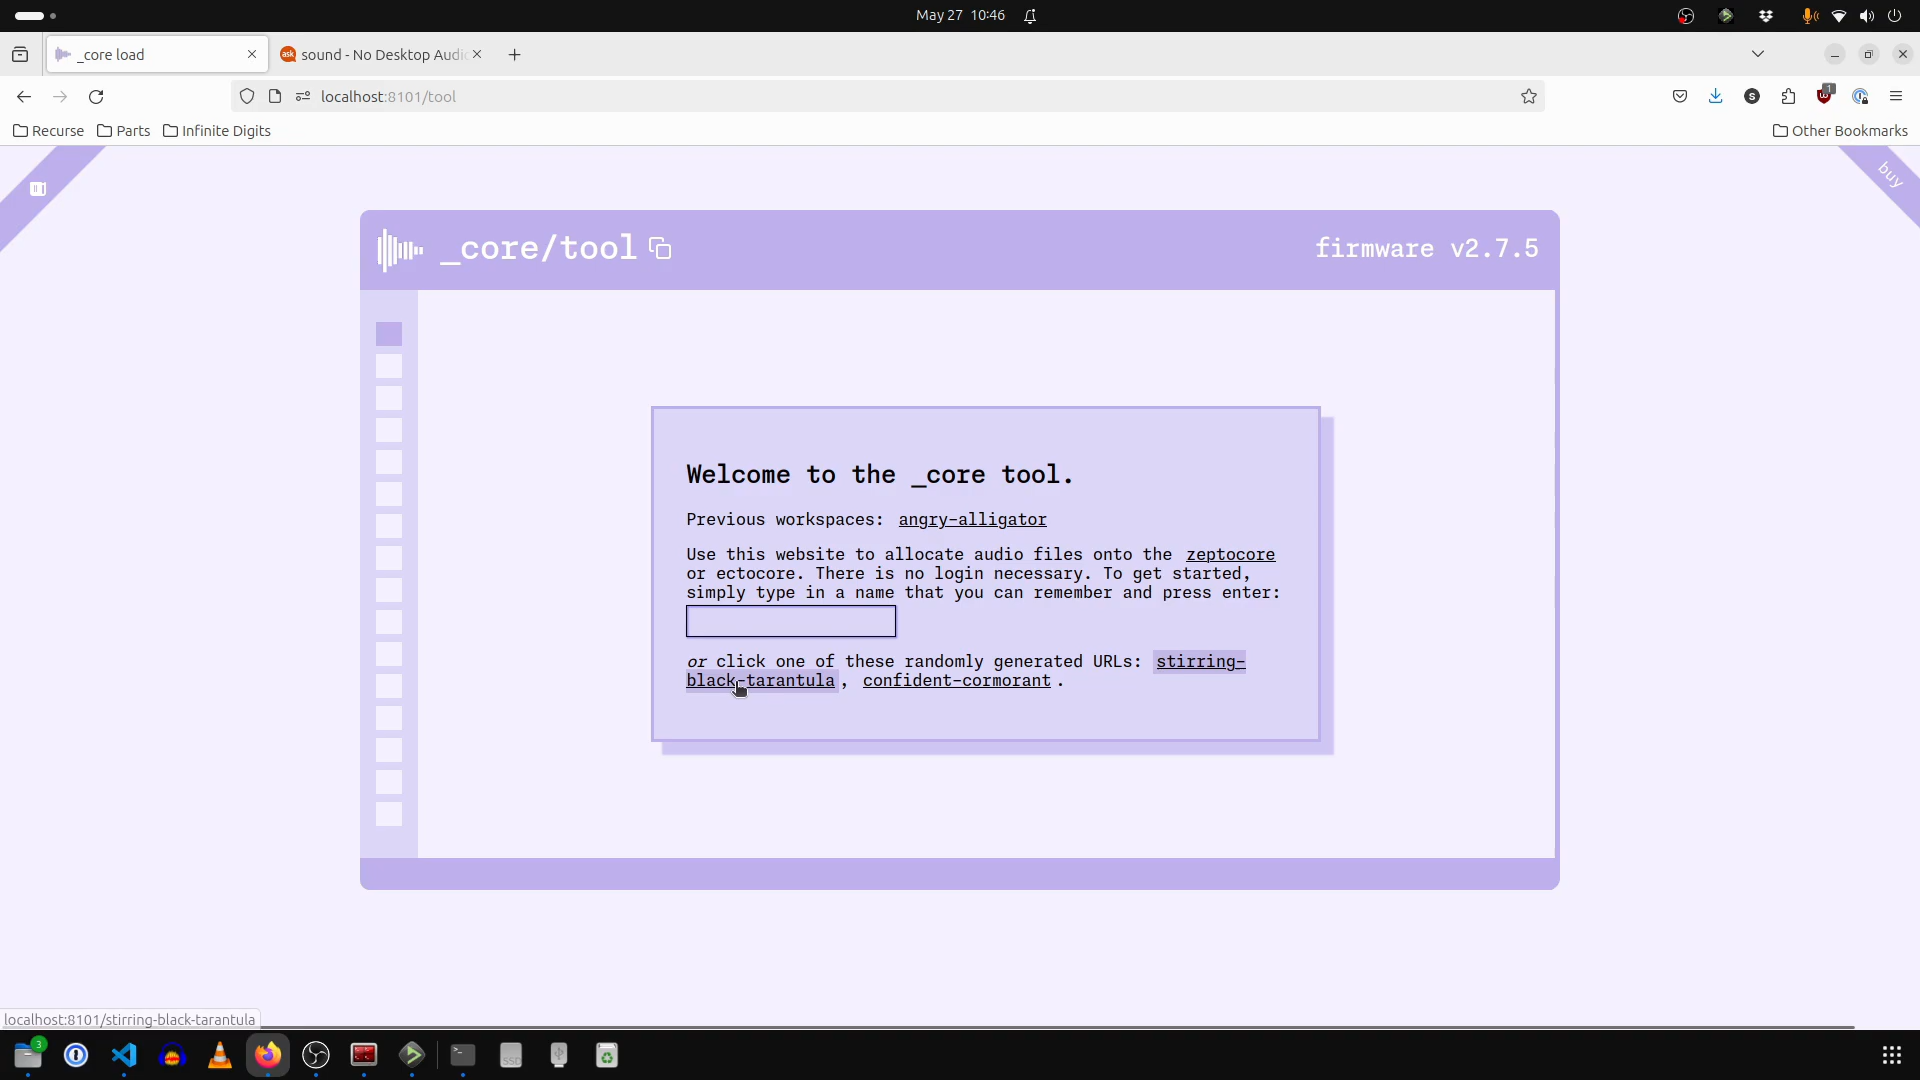 May 27 10:46
_core load
sound - No Desktop Audi
localhost:8101/tool
1
Recurse
Parts
Infinite Digits
Other Bookmarks
buy
_core/tool
firmware v2.7.5
Welcome to the _core tool.
Previous workspaces: angry-alligator
Use this website to allocate audio files onto the zeptocore
or ectocore. There is no login necessary. To get started,
simply type in a name that you can remember and press enter:
or click one of these randomly generated URLs: stirring-
black-tarantula, confident-cormorant.
localhost:8101/stirring-black-tarantula
3
SSD